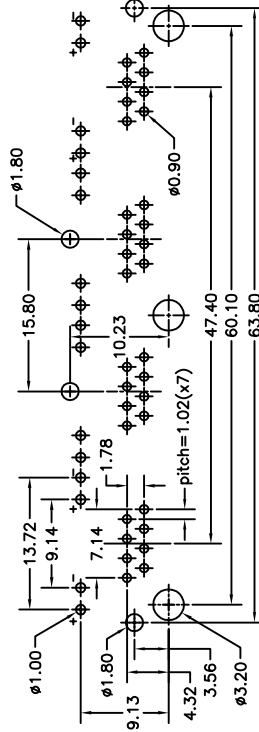 ø1.00
13.72
9.14
15.80
ø1.80
+ - - +
+ - + -
9.13
ø1.80
7.14
1.78
10.23
pitch=1.02(x7)
ø0.90
4.32
3.56
47.40
ø3.20
60.10
63.80